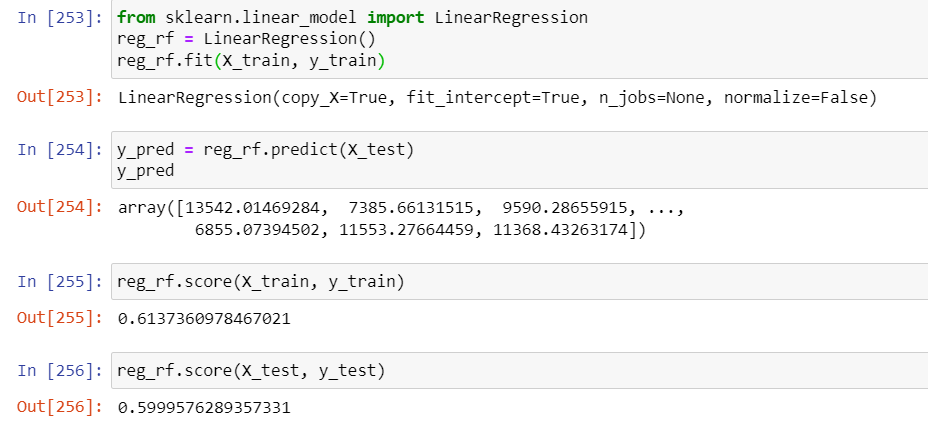 In [253]: from sklearn.linear_model import LinearRegression
reg_rf = LinearRegression()
reg_rf.fit(X_train, y_train)
Out[253]: LinearRegression(copy_X=True, fit_intercept=True, n_jobs=None, normalize=False)
In [254]: y_pred = reg_rf.predict(X_test)
y_pred
Out[254]: array([13542.01469284,  7385.66131515,  9590.28655915, ...,
6855.07394502, 11553.27664459, 11368.43263174])
In [255]: reg_rf.score(X_train, y_train)
Out[255]: 0.6137360978467021
In [256]: reg_rf.score(X_test, y_test)
Out[256]: 0.5999576289357331